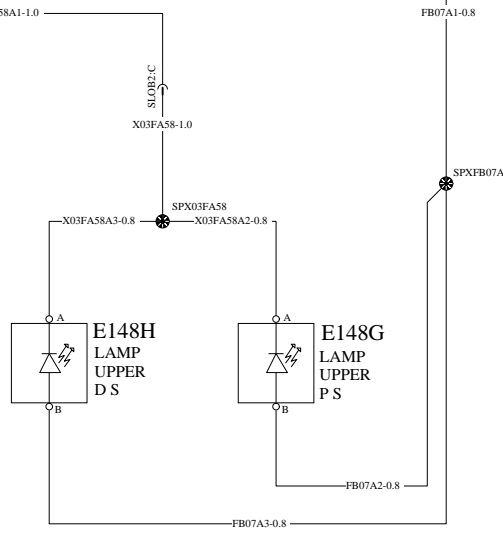 58A1-1.0
FB07A1-0.8
SLOB2:C
X03FA58-1.0
SPXFB07A
SPX03FA58
X03FA58A3-0.8
X03FA58A2-0.8
A
E148H
LAMP
UPPER
D S
B
A
E148G
LAMP
UPPER
P S
B
FB07A2-0.8
FB07A3-0.8